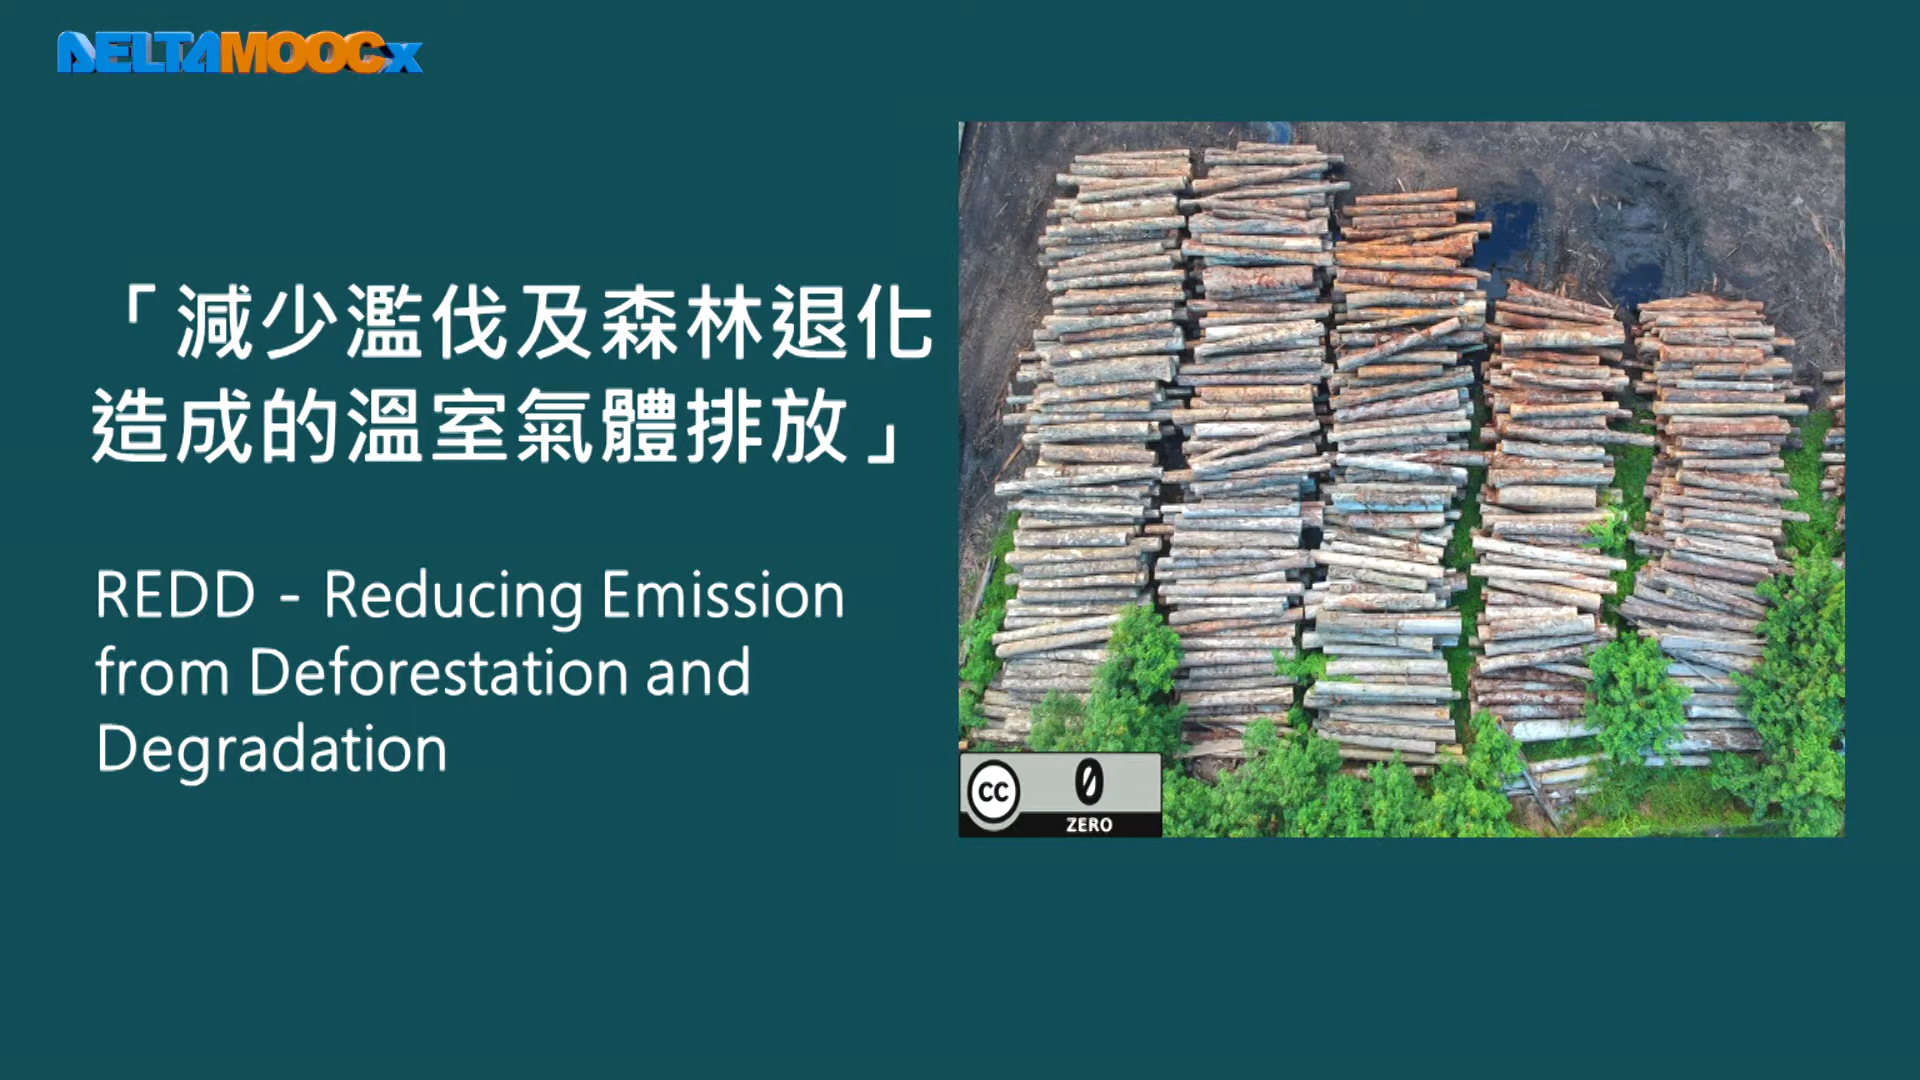 DELTAMOOCx
「減少濫伐及森林退化
造成的溫室氣體排放」
REDD - Reducing Emission
from Deforestation and
Degradation
cc 0
ZERO